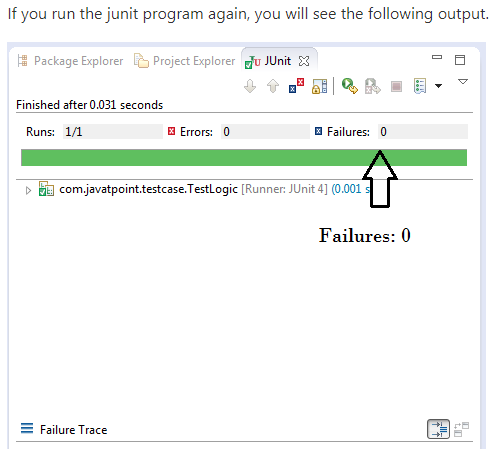 If you run the junit program again, you will see the following output.
Package Explorer Project Explorer Ju JUnit
Finished after 0.031 seconds
Runs: 1/1 Errors: 0 Failures: 0
com.javatpoint.testcase.TestLogic [Runner: JUnit 4] (0.001 s
Failures: 0
Failure Trace